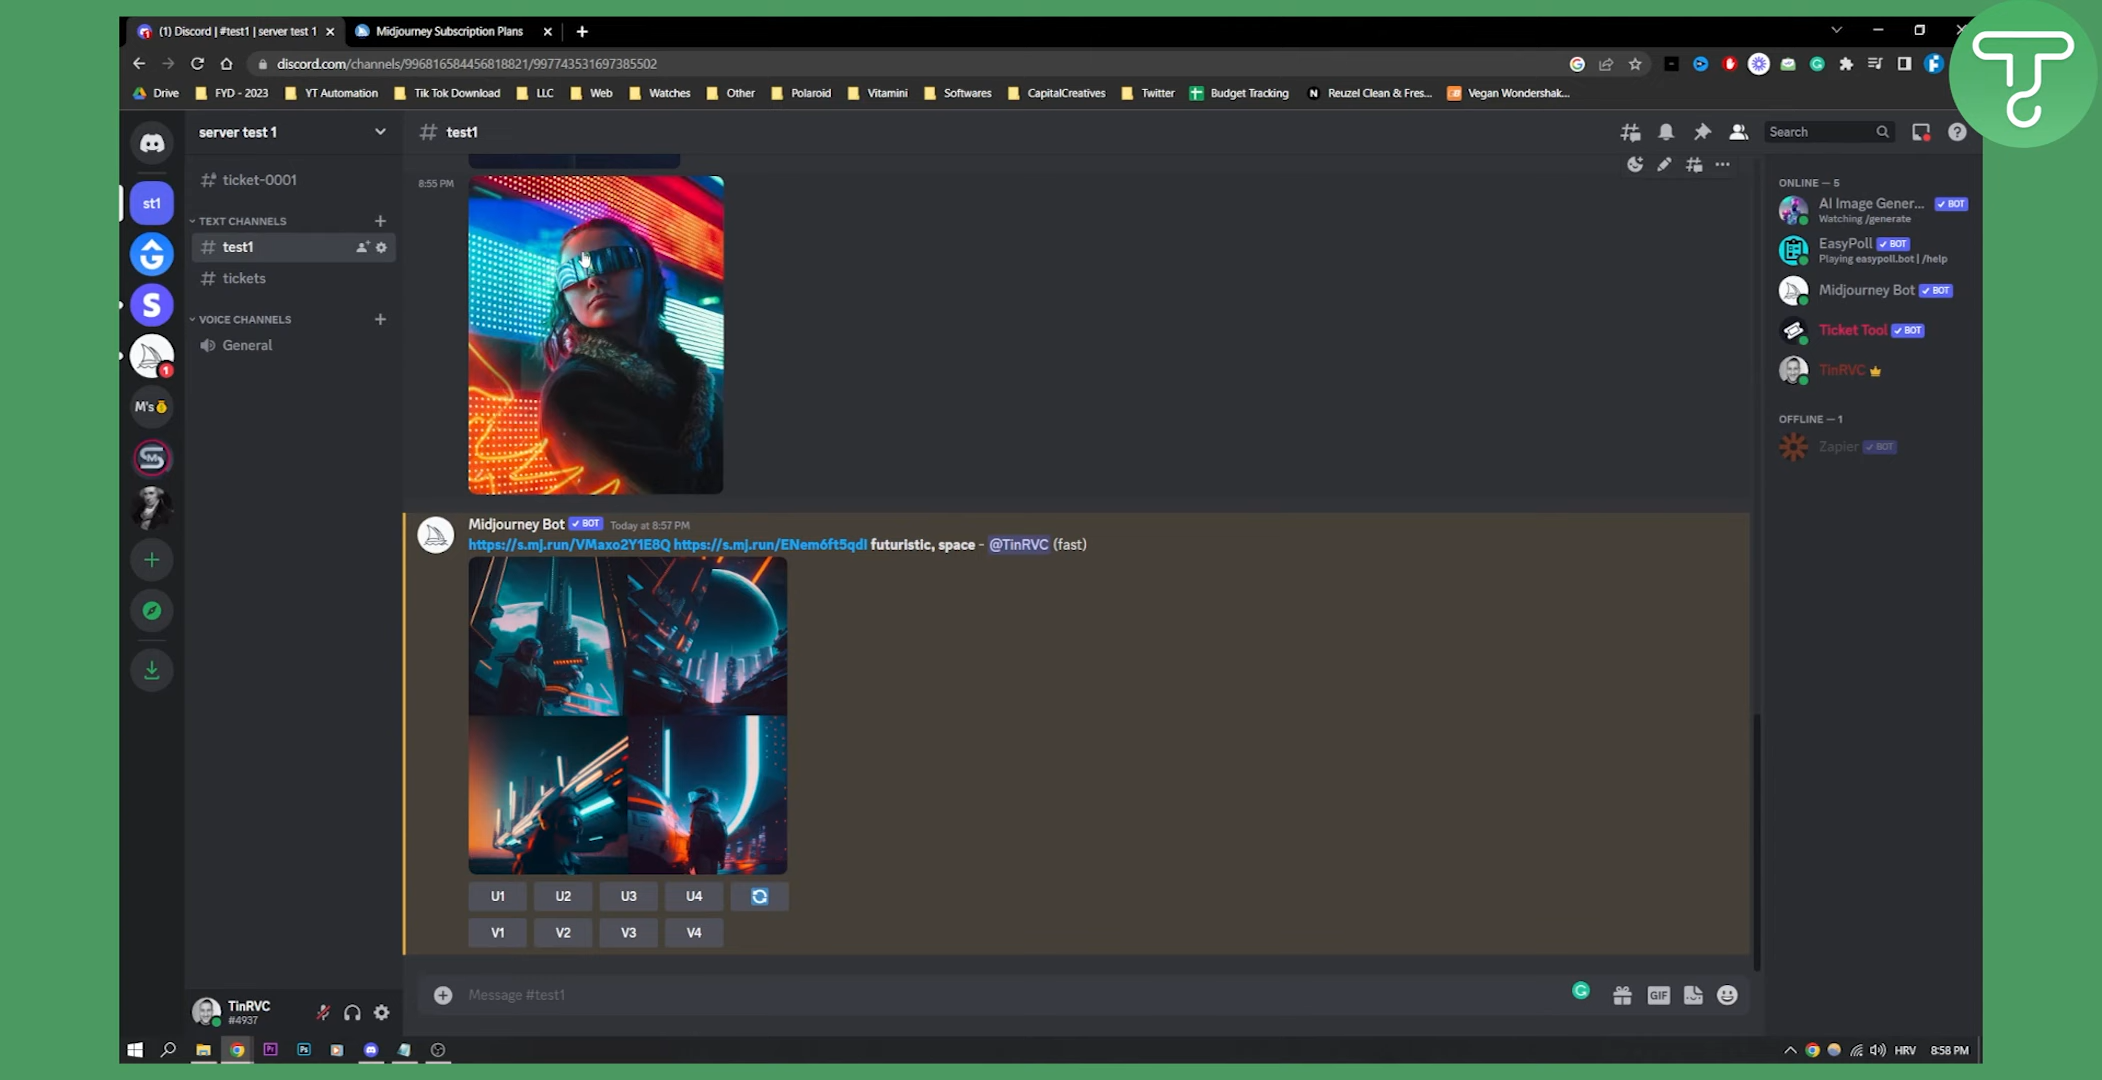 (1) Discord | #test1 | server test 1
Midjourney Subscription Plans
discord.com/channels/996816584456818821/997743531697385502
Drive
FYD - 2023
YT Automation
Tik Tok Download
LLC
Web
Watches
Other
Polaroid
Vitamini
Softwares
CapitalCreatives
Twitter
Budget Tracking
Reuzel Clean & Fres...
Vegan Wondershak...
server test 1
# test1
Search
ticket-0001
st1
TEXT CHANNELS
# test1
# tickets
VOICE CHANNELS
General
M's
1
8:55 PM
Midjourney Bot BOT Today at 8:57 PM
https://s.mj.run/VMaxo2Y1E8Q https://s.mj.run/ENem6ft5qdI futuristic, space - @TinRVC (fast)
U1 U2 U3 U4
V1 V2 V3 V4
Message #test1
GIF
ONLINE — 5
AI Image Gener... BOT
Watching /generate
EasyPoll BOT
Playing easypoll.bot | /help
Midjourney Bot BOT
Ticket Tool BOT
TinRVC
OFFLINE — 1
Zapier BOT
TinRVC
#4937
HRV
8:58 PM